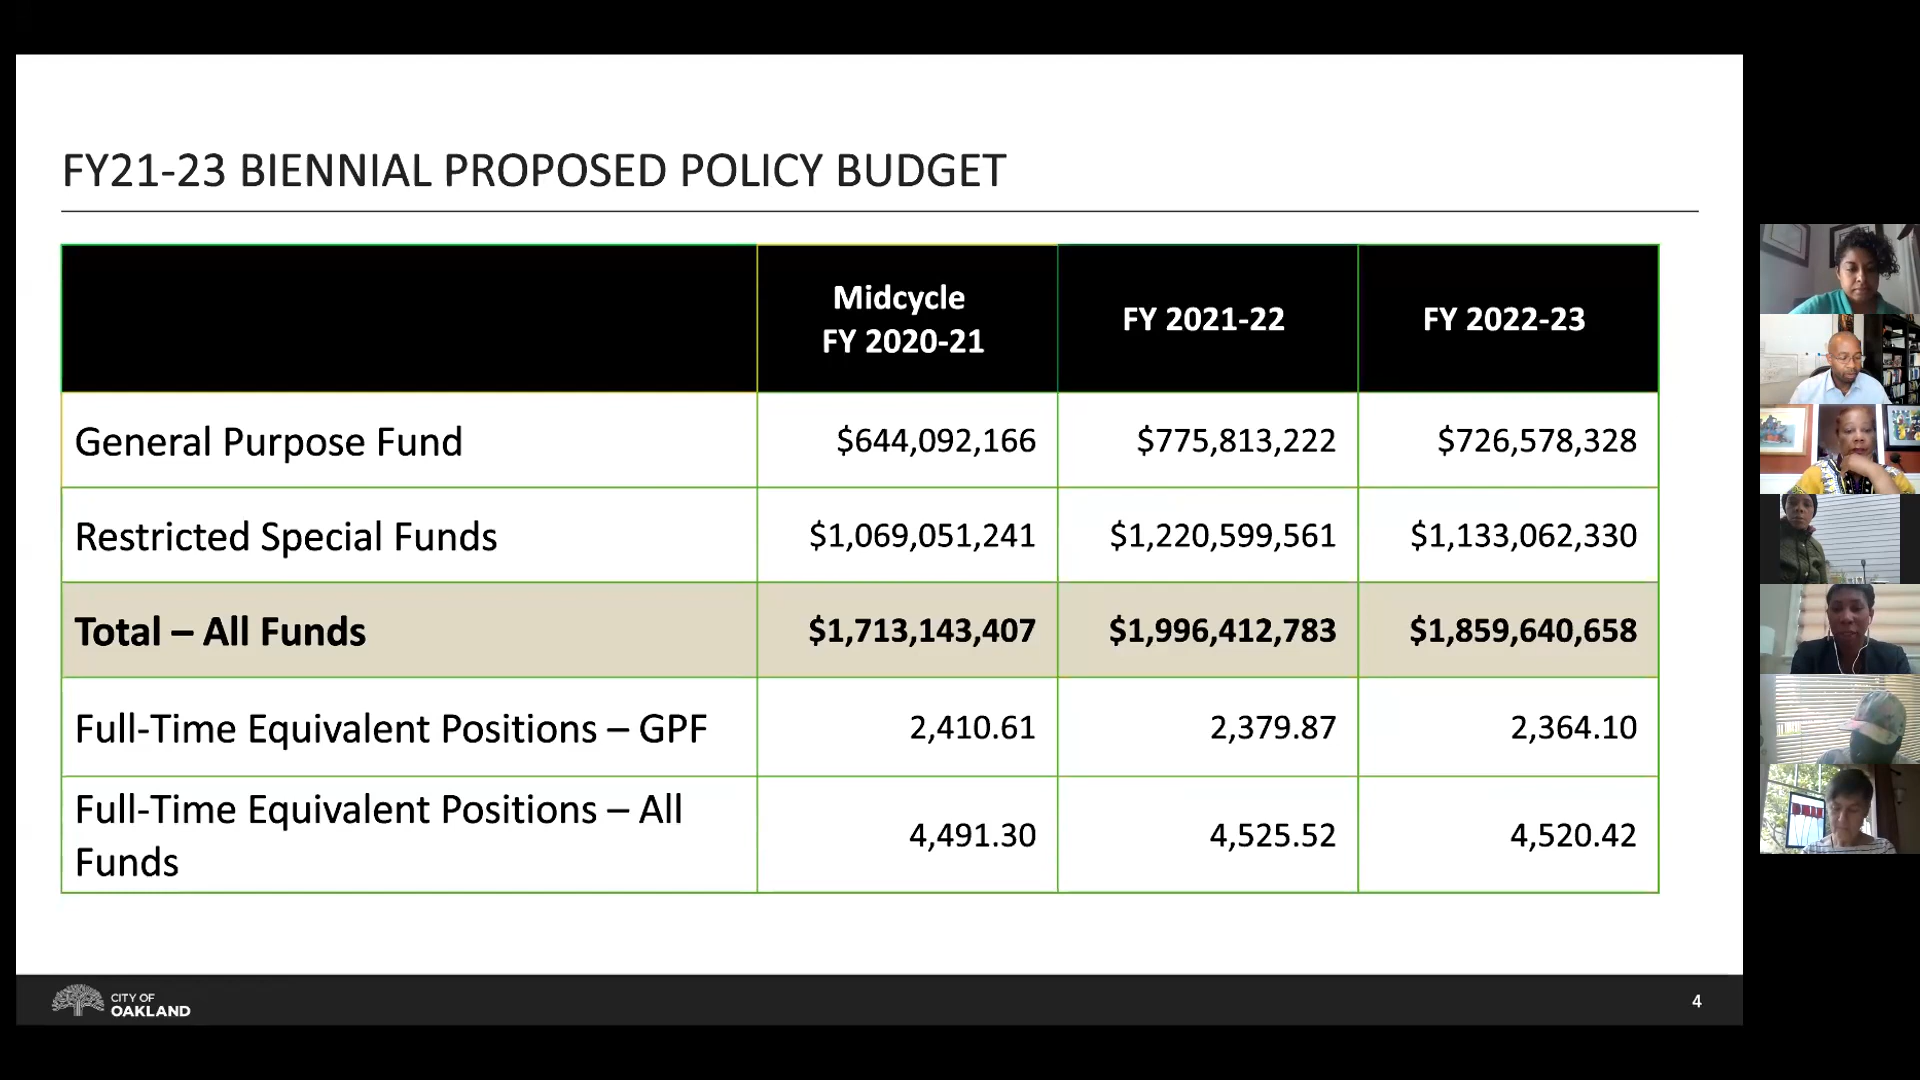 FY21-23 BIENNIAL PROPOSED POLICY BUDGET
Midcycle
FY 2020-21
FY 2021-22
FY 2022-23
General Purpose Fund
$644,092,166
$775,813,222
$726,578,328
Restricted Special Funds
$1,069,051,241
$1,220,599,561
$1,133,062,330
Total – All Funds
$1,713,143,407
$1,996,412,783
$1,859,640,658
Full-Time Equivalent Positions – GPF
2,410.61
2,379.87
2,364.10
Full-Time Equivalent Positions – All
Funds
4,491.30
4,525.52
4,520.42
CITY OF
OAKLAND
4